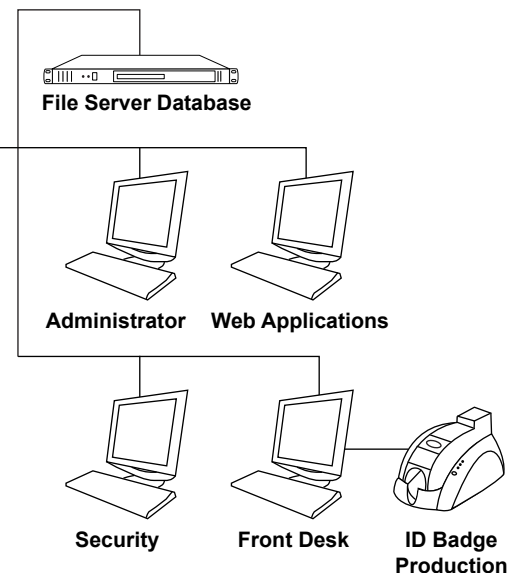 File Server Database
Administrator
Web Applications
Security
Front Desk
ID Badge
Production